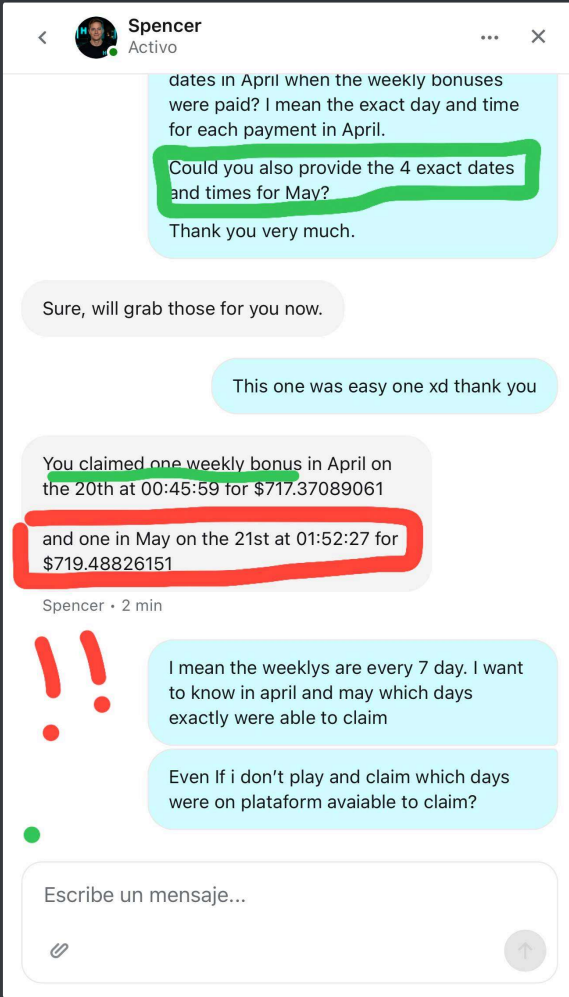 Spencer
Activo
dates in April when the weekly bonuses
were paid? I mean the exact day and time
for each payment in April.
Could you also provide the 4 exact dates
and times for May?
Thank you very much.
Sure, will grab those for you now.
This one was easy one xd thank you
You claimed one weekly bonus in April on
the 20th at 00:45:59 for $717.37089061
and one in May on the 21st at 01:52:27 for
$719.48826151
Spencer • 2 min
I mean the weeklys are every 7 day. I want
to know in april and may which days
exactly were able to claim
Even If i don't play and claim which days
were on plataform avaiable to claim?
Escribe un mensaje...